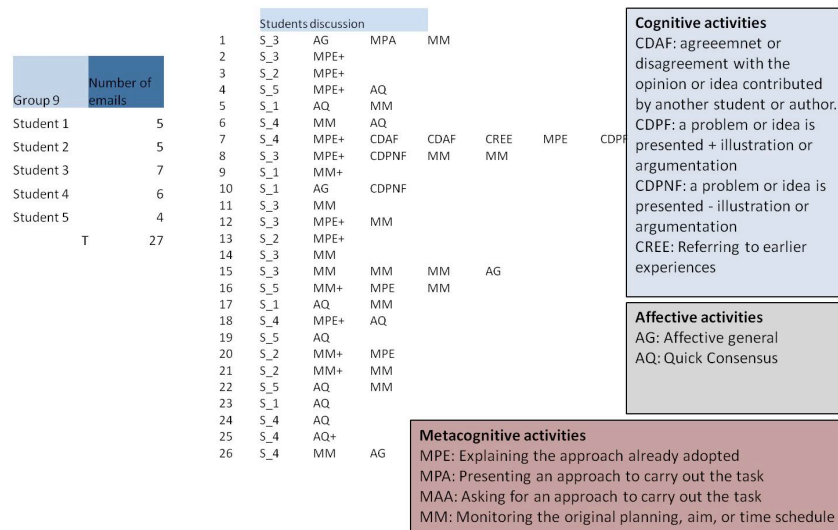 Students discussion
1 S_3 AG MPA MM
2 S_3 MPE+
3 S_2 MPE+
4 S_5 MPE+ AQ
5 S_1 AQ MM
6 S_4 MM AQ
7 S_4 MPE+ CDAF CDAF CREE MPE CDPF
8 S_3 MPE+ CDPNF MM MM
9 S_1 MM+
10 S_1 AG CDPNF
11 S_3 MM
12 S_3 MPE+ MM
13 S_2 MPE+
14 S_3 MM
15 S_3 MM MM MM AG
16 S_5 MM+ MPE MM
17 S_1 AQ MM
18 S_4 MPE+ AQ
19 S_5 AQ
20 S_2 MM+ MPE
21 S_2 MM+ MM
22 S_5 AQ MM
23 S_1 AQ
24 S_4 AQ
25 S_4 AQ+
26 S_4 MM AG
Group 9 Number of emails
Student 1 5
Student 2 5
Student 3 7
Student 4 6
Student 5 4
T 27
Cognitive activities
CDAF: agreeemnet or
disagreement with the
opinion or idea contributed
by another student or author.
CDPF: a problem or idea is
presented + illustration or
argumentation
CDPNF: a problem or idea is
presented - illustration or
argumentation
CREE: Referring to earlier
experiences
Affective activities
AG: Affective general
AQ: Quick Consensus
Metacognitive activities
MPE: Explaining the approach already adopted
MPA: Presenting an approach to carry out the task
MAA: Asking for an approach to carry out the task
MM: Monitoring the original planning, aim, or time schedule